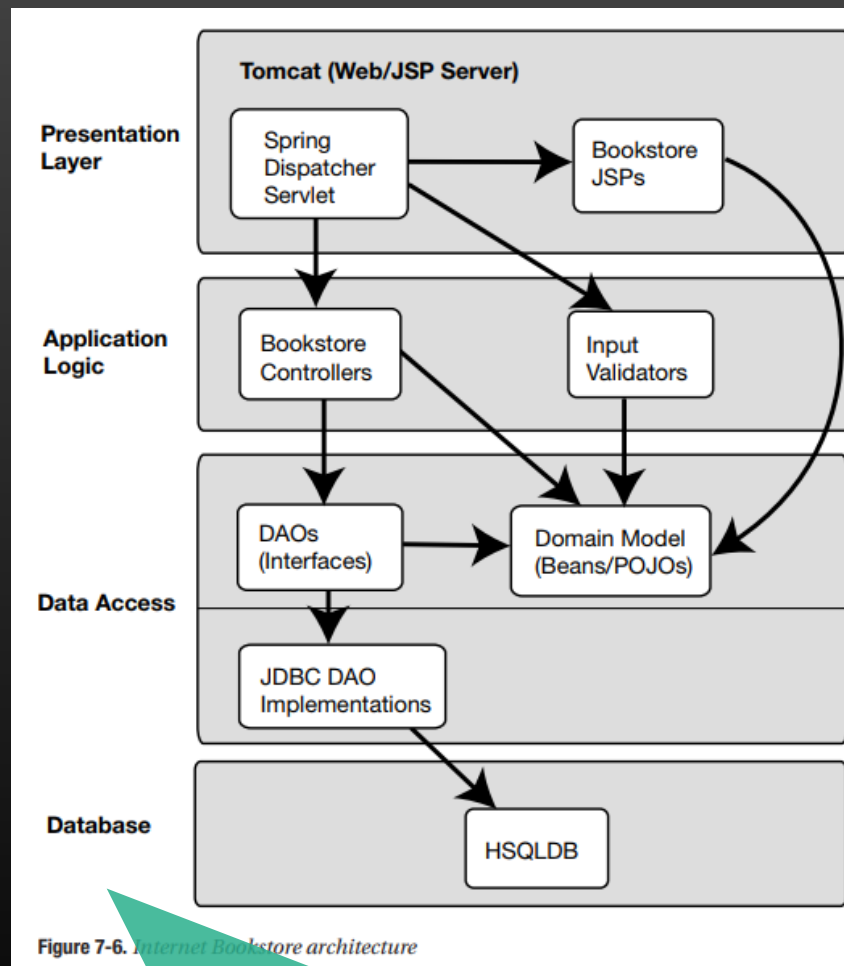 Tomcat (Web/JSP Server)
Presentation
Layer
Spring
Dispatcher
Servlet
Bookstore
JSPs
Application
Logic
Bookstore
Controllers
Input
Validators
Data Access
DAOs
(Interfaces)
Domain Model
(Beans/POJOs)
JDBC DAO
Implementations
Database
HSQLDB
Figure 7-6. Internet Bookstore architecture